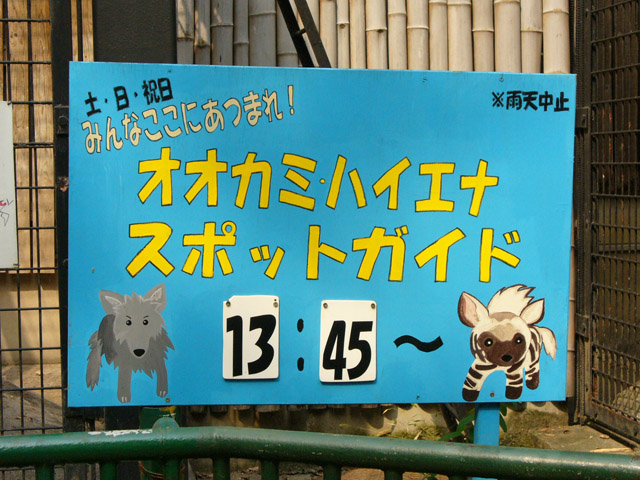 土・日・祝日
※雨天中止
みんなここにあつまれ！
オオカミ・ハイエナ
スポットガイド
13:45～